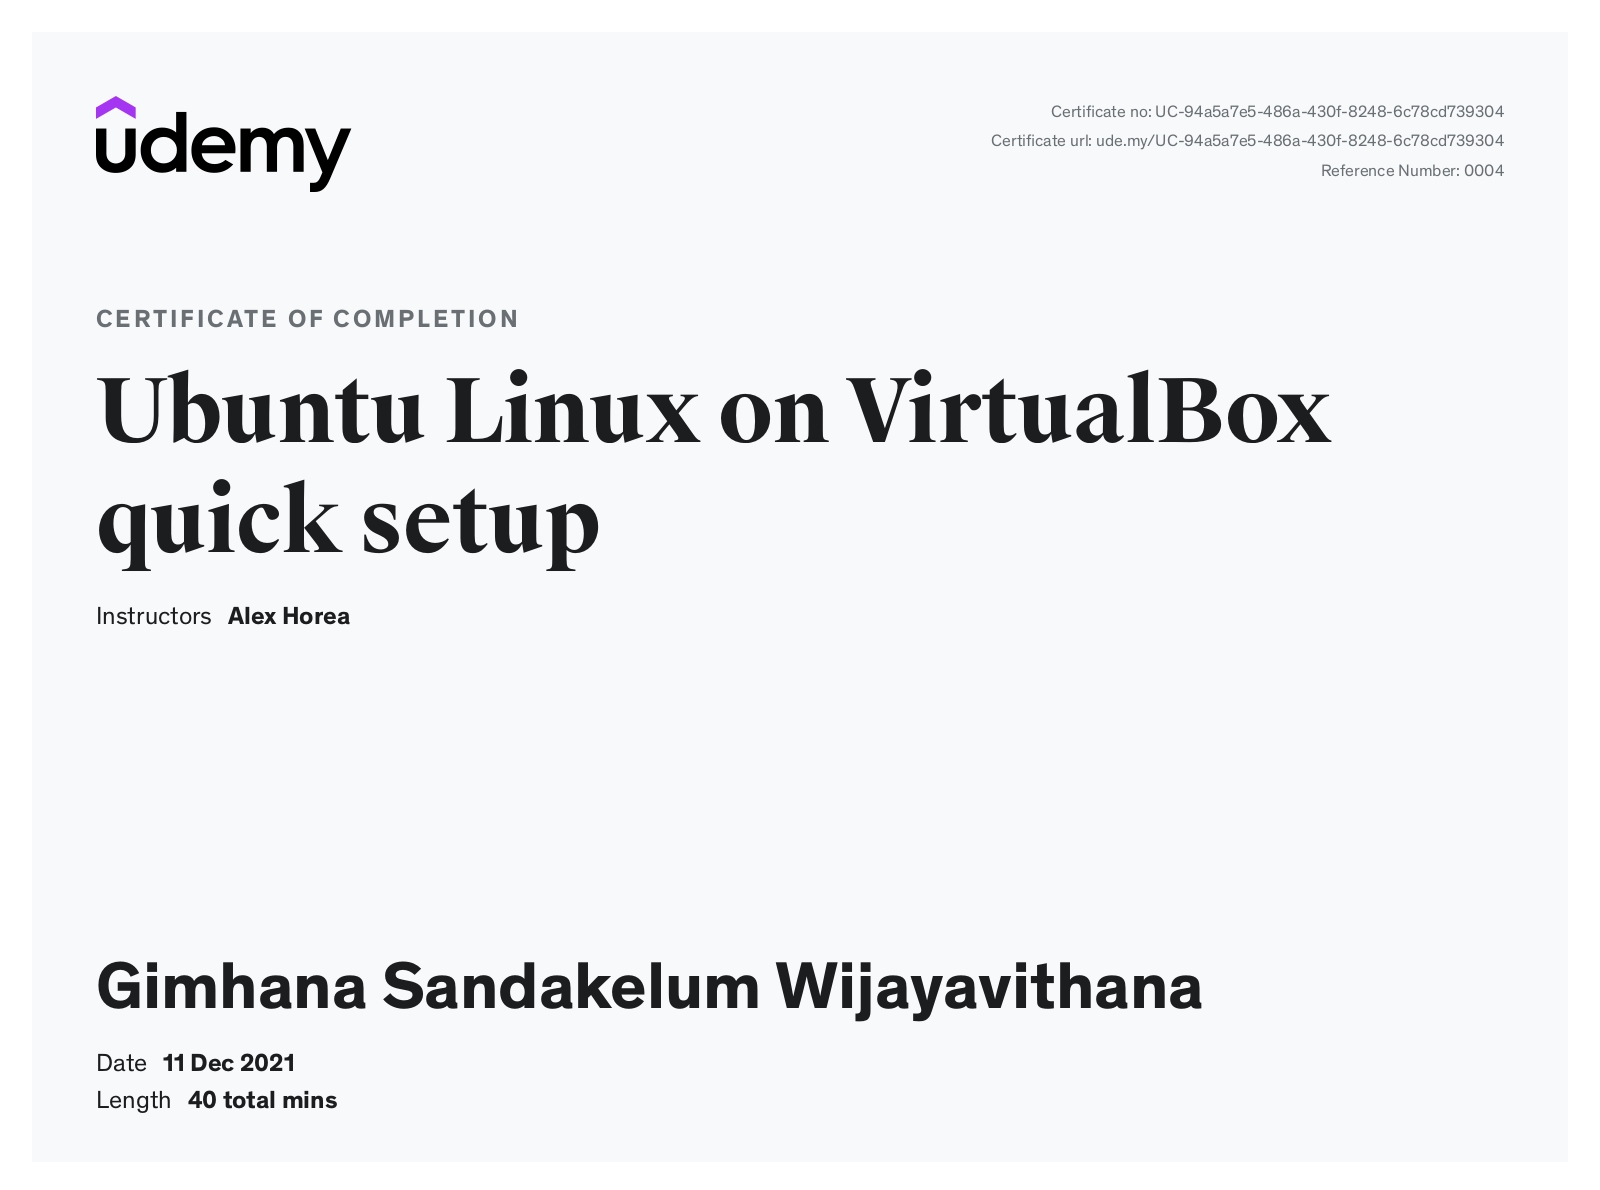 udemy
Certificate no: UC-94a5a7e5-486a-430f-8248-6c78cd739304
Certificate url: ude.my/UC-94a5a7e5-486a-430f-8248-6c78cd739304
Reference Number: 0004
CERTIFICATE OF COMPLETION
Ubuntu Linux on VirtualBox
quick setup
Instructors Alex Horea
Gimhana Sandakelum Wijayavithana
Date 11 Dec 2021
Length 40 total mins